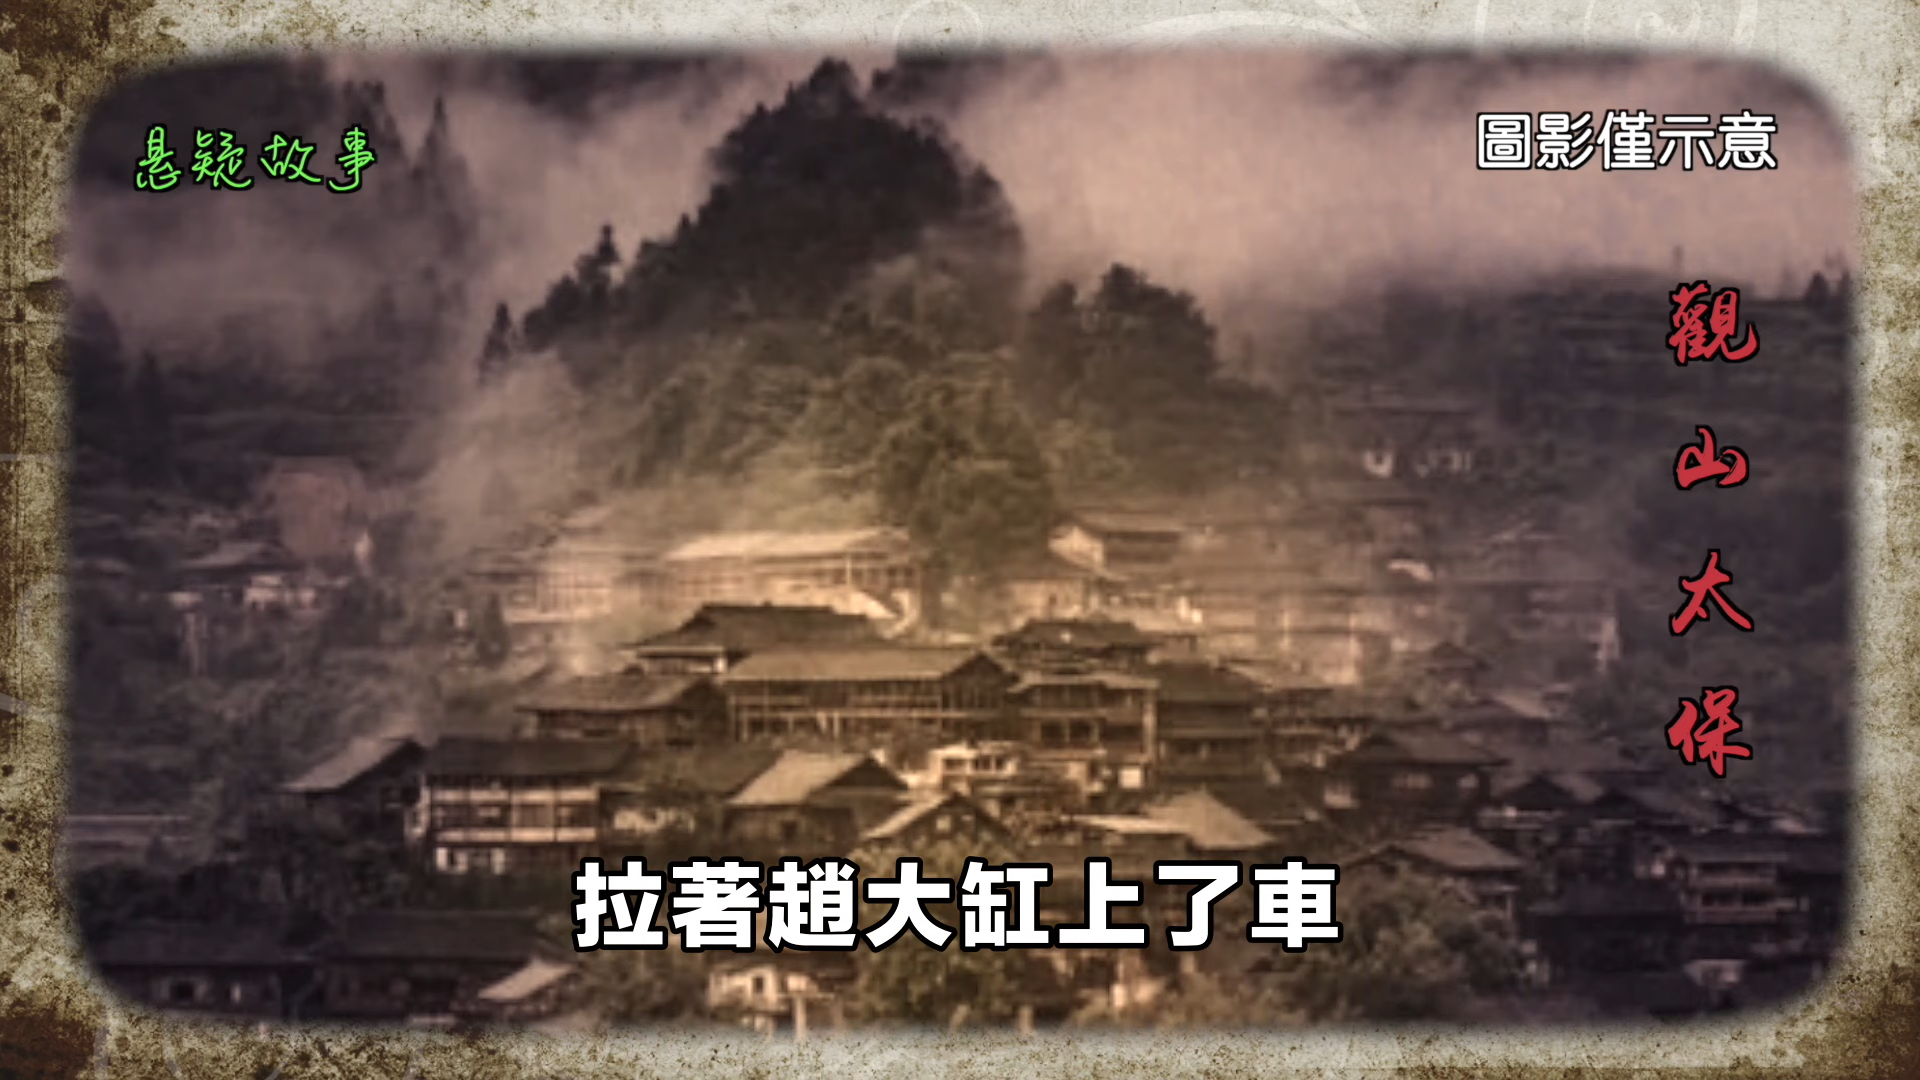 悬疑故事
圖影僅示意
觀山太保
拉著趙大缸上了車